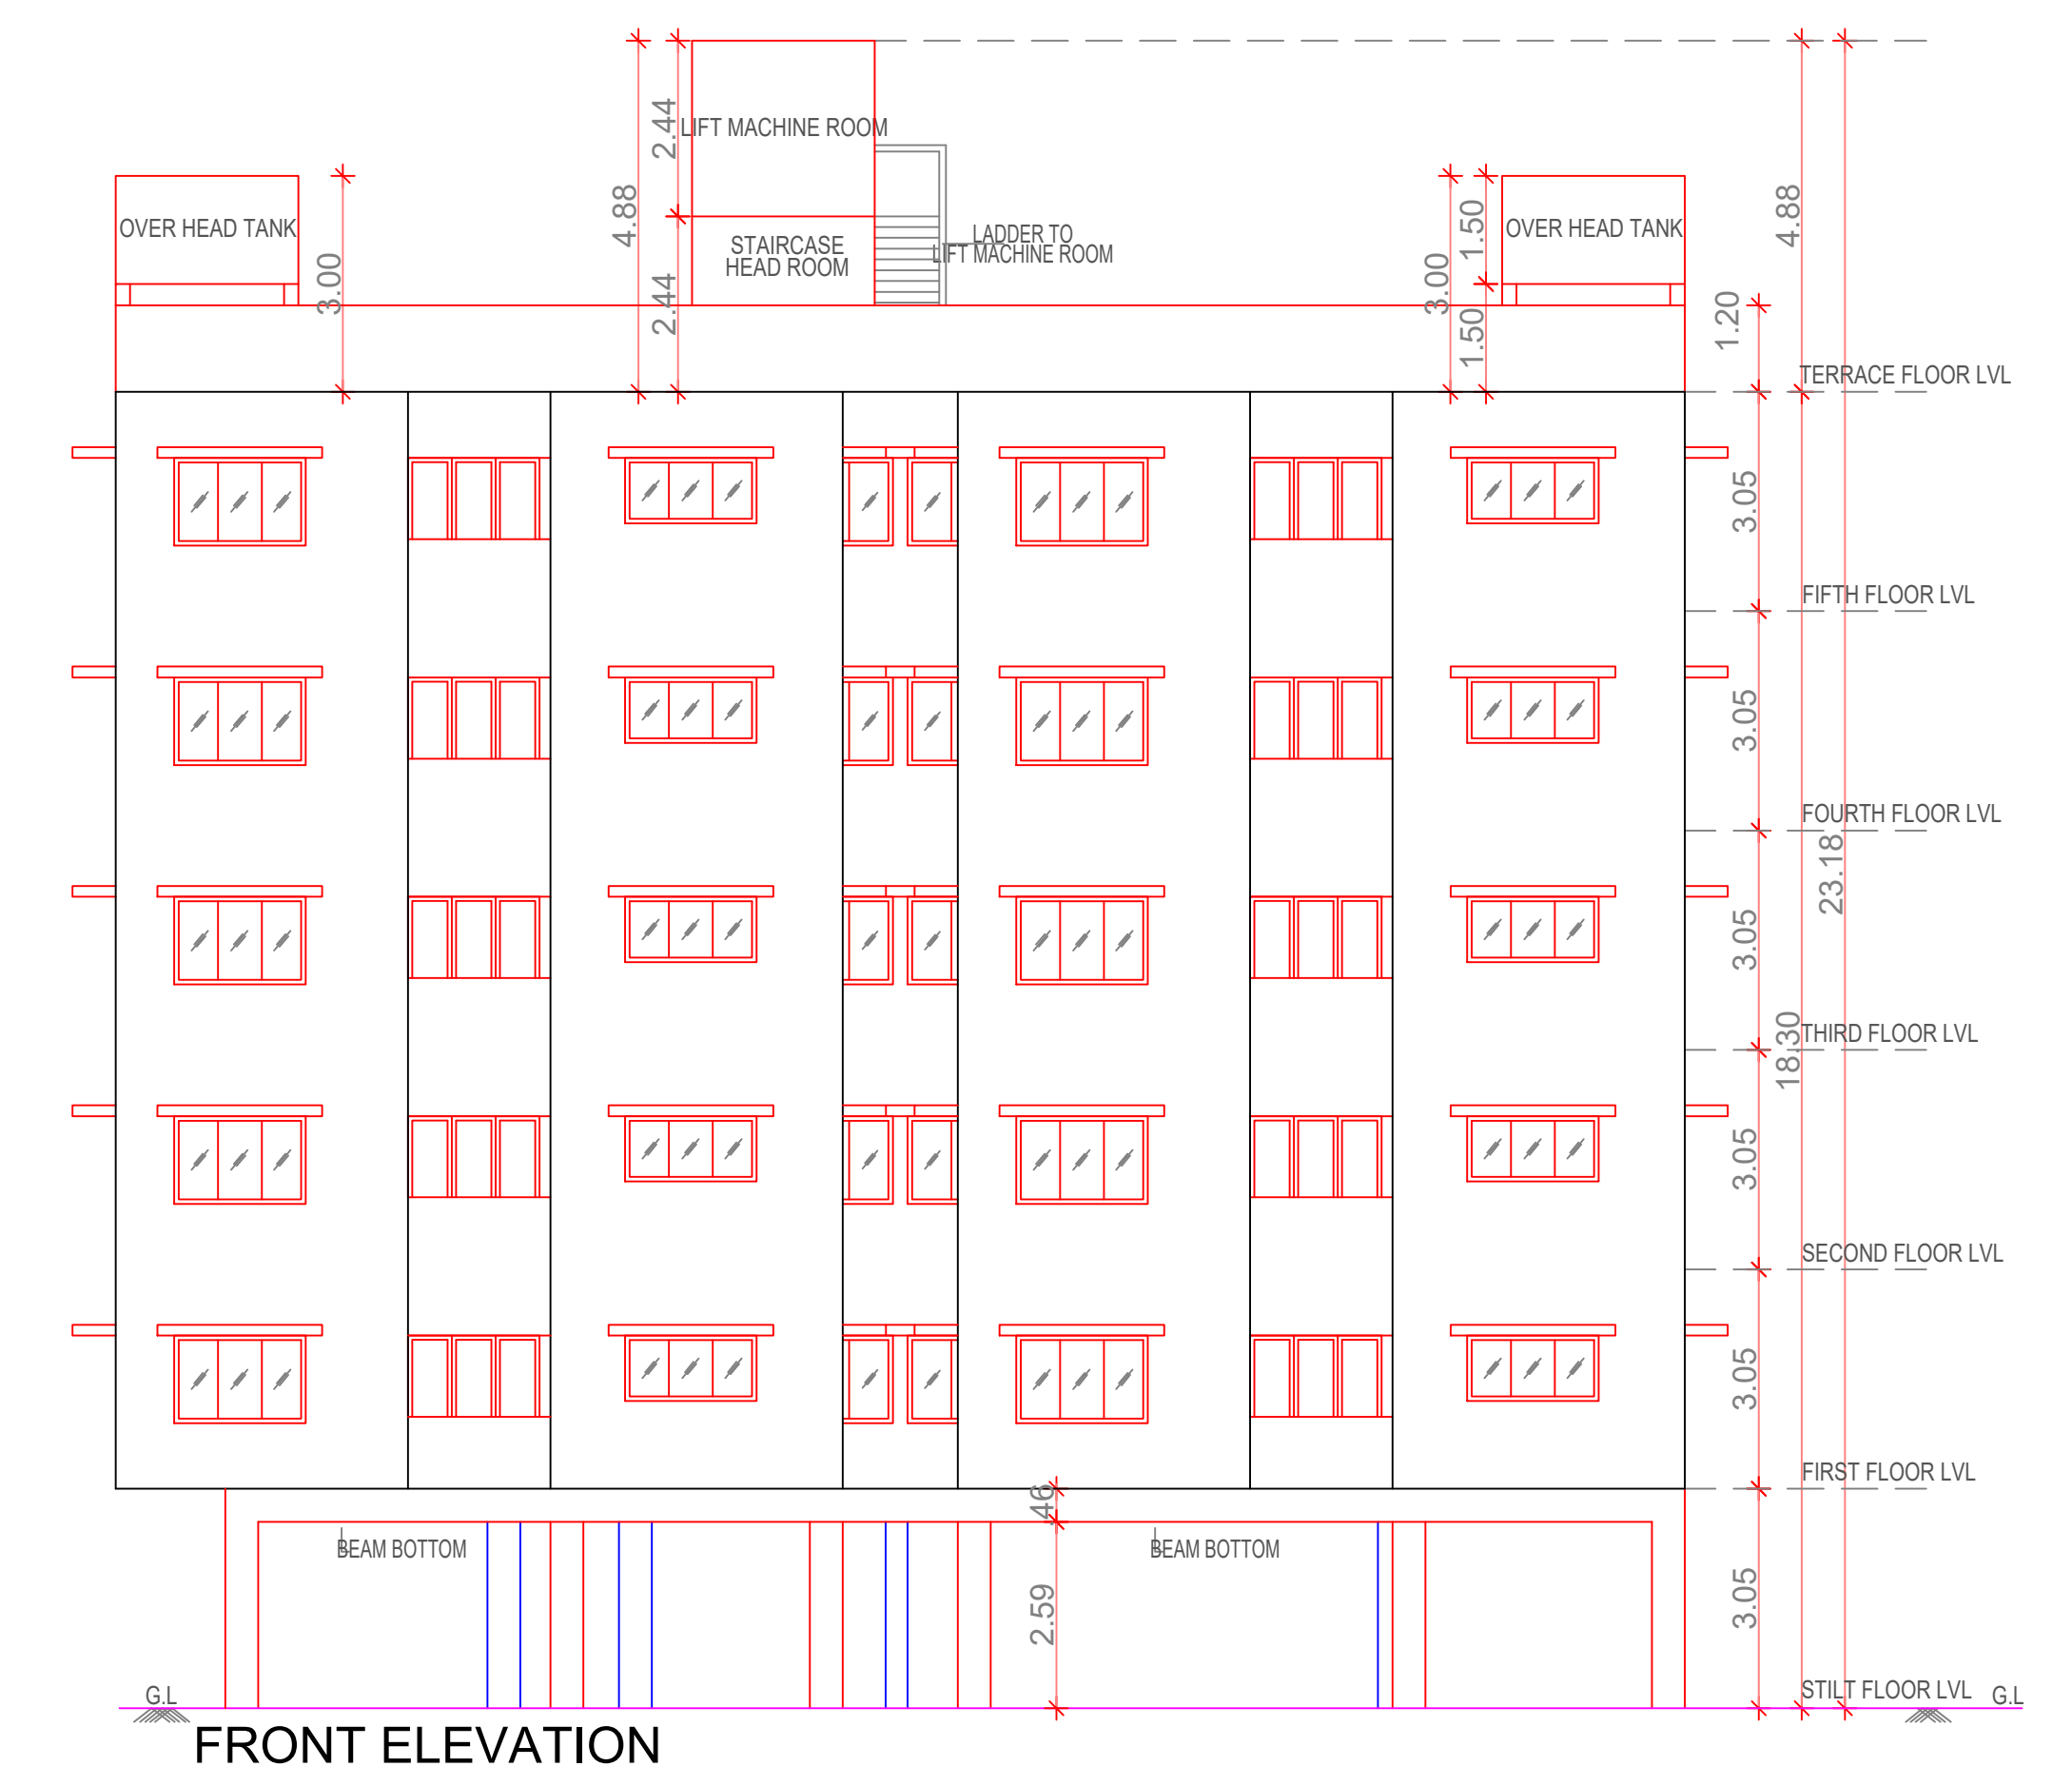 2.44
LIFT MACHINE ROOM
4.88
4.88
OVER HEAD TANK
STAIRCASE
HEAD ROOM
LADDER TO
LIFT MACHINE ROOM
1.50
OVER HEAD TANK
3.00
2.44
3.00
1.50
1.20
TERRACE FLOOR LVL
3.05
FIFTH FLOOR LVL
3.05
FOURTH FLOOR LVL
23.18
3.05
THIRD FLOOR LVL
18.30
3.05
SECOND FLOOR LVL
3.05
FIRST FLOOR LVL
.46
BEAM BOTTOM
BEAM BOTTOM
2.59
3.05
G.L
STILT FLOOR LVL
G.L
FRONT ELEVATION